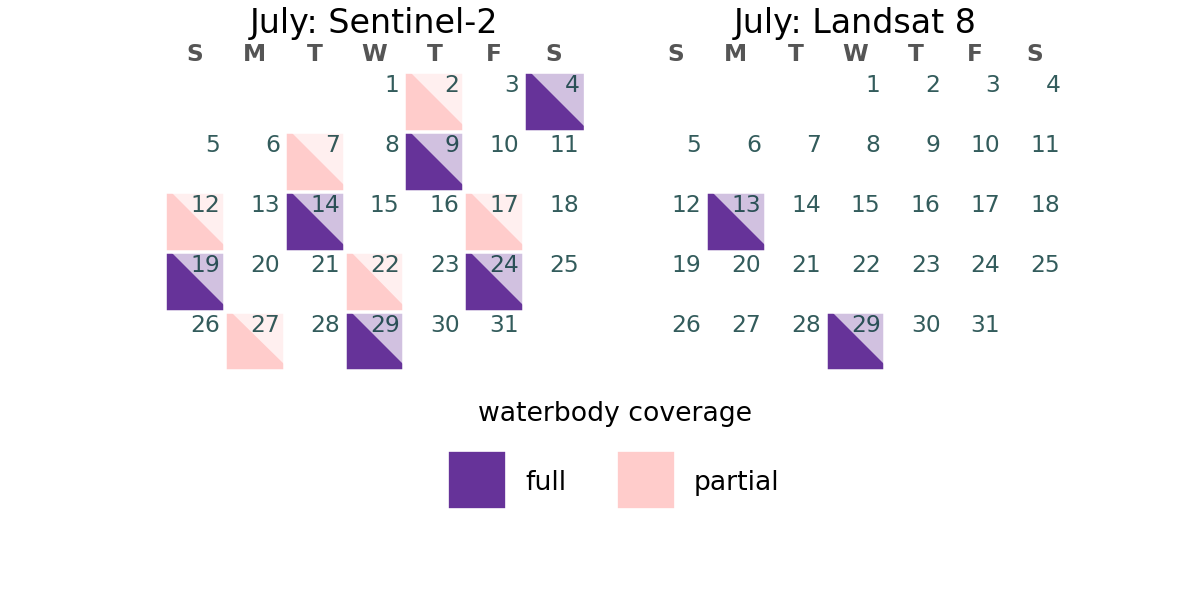 July: Sentinel-2
S M T W T F S
1 2 3 4
5 6 7 8 9 10 11
12 13 14 15 16 17 18
19 20 21 22 23 24 25
26 27 28 29 30 31
July: Landsat 8
S M T W T F S
1 2 3 4
5 6 7 8 9 10 11
12 13 14 15 16 17 18
19 20 21 22 23 24 25
26 27 28 29 30 31
waterbody coverage
full
partial